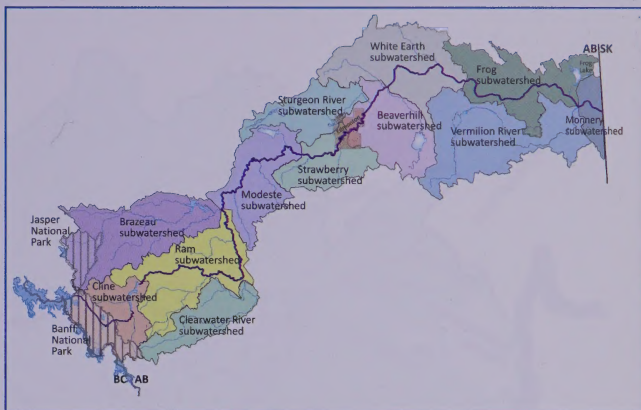 White Earth
subwatershed
AB
SK
Frog
subwatershed
Frog
Lake
Sturgeon River
subwatershed
Beaverhill
subwatershed
Vermilion River
subwatershed
Monnery
subwatershed
Strawberry
subwatershed
Modeste
subwatershed
Jasper
National
Park
Brazeau
subwatershed
Ram
subwatershed
Cline
subwatershed
Clearwater River
subwatershed
Banff
National
Park
BC
AB